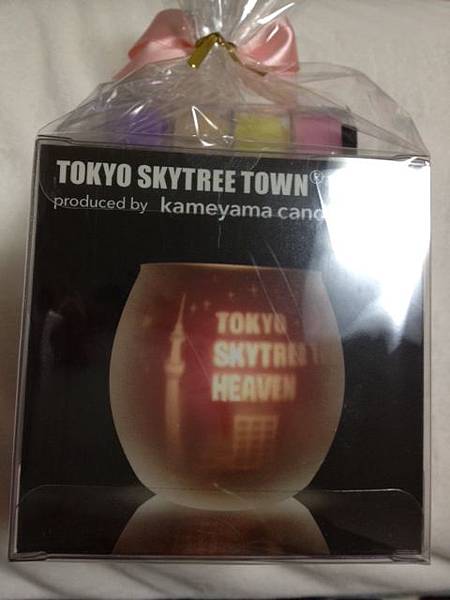 TOKYO SKYTREE TOWN®
produced by kameyama cand
TOKYO
SKYTREE
HEAVEN